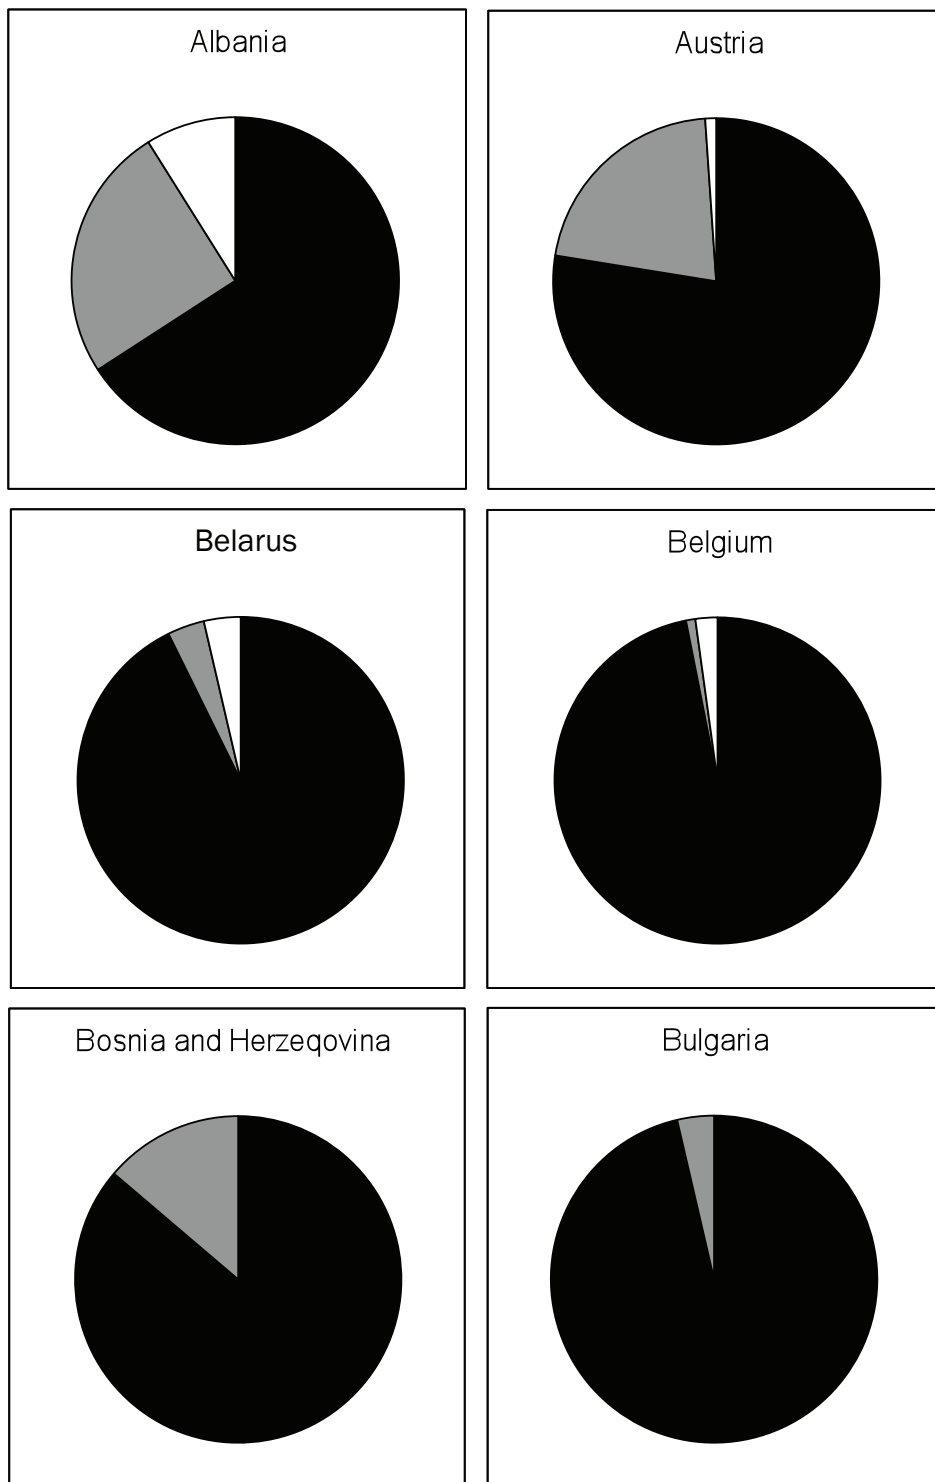 Albania
Austria
Belarus
Belgium
Bosnia and Herzeqovina
Bulgaria